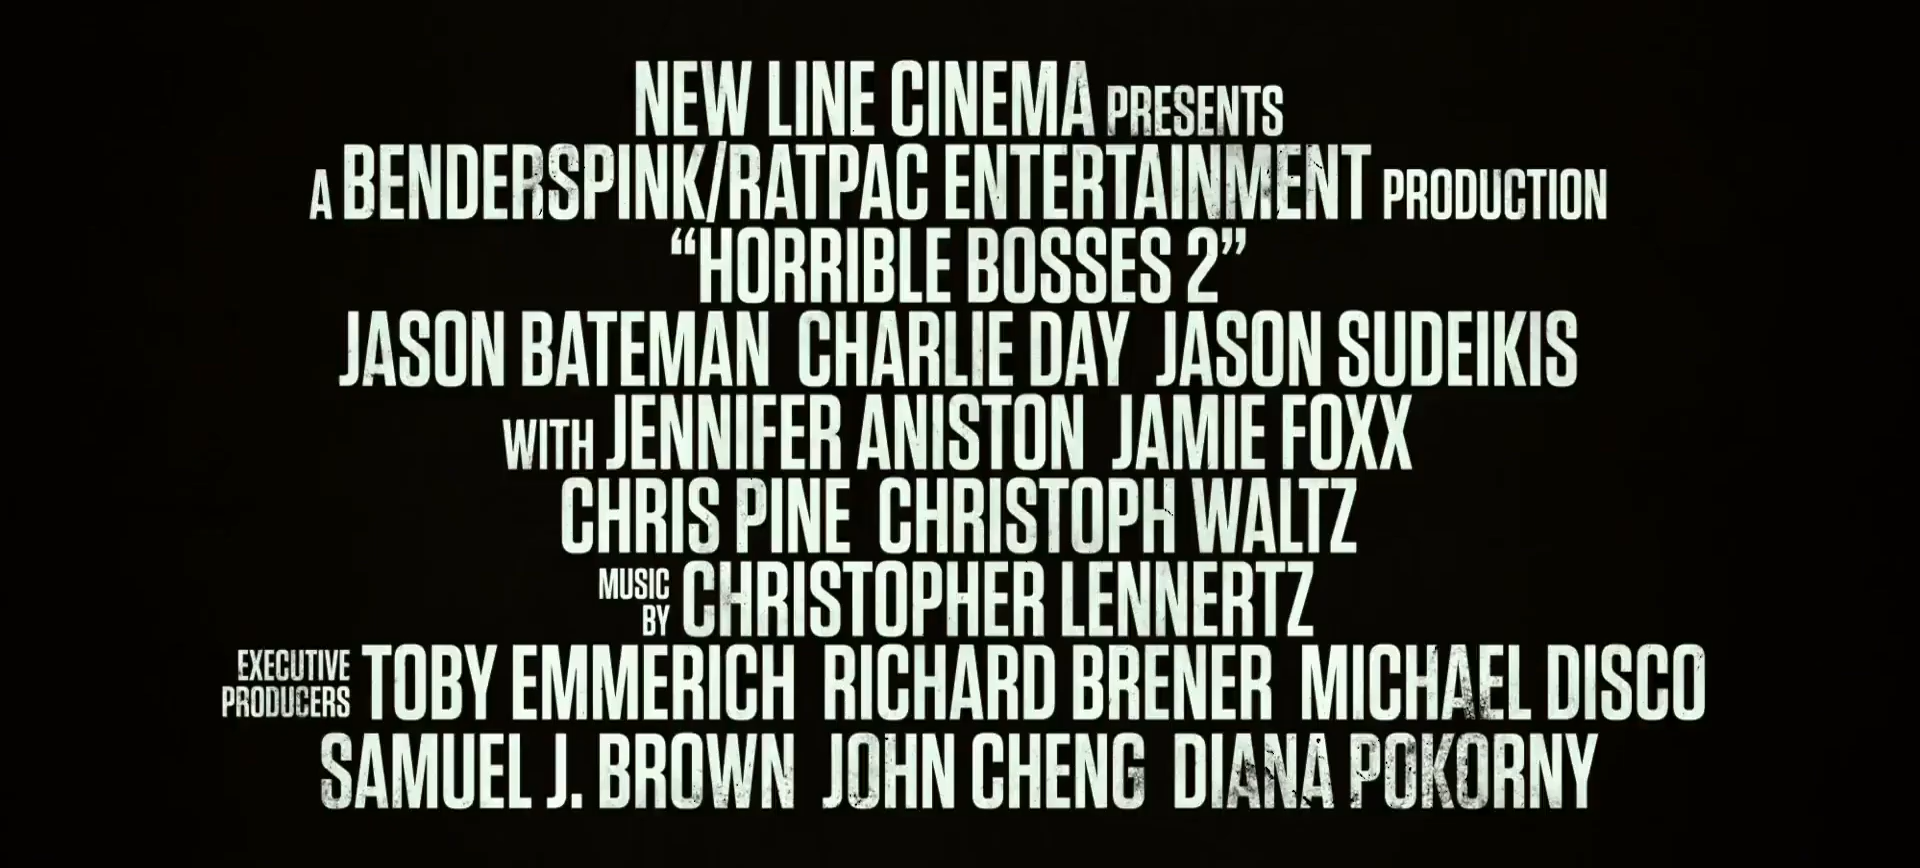 NEW LINE CINEMA PRESENTS
A BENDERSPINK/RATPAC ENTERTAINMENT PRODUCTION
“HORRIBLE BOSSES 2”
JASON BATEMAN CHARLIE DAY JASON SUDEIKIS
WITH JENNIFER ANISTON JAMIE FOXX
CHRIS PINE CHRISTOPH WALTZ
MUSIC BY CHRISTOPHER LENNERTZ
EXECUTIVE PRODUCERS TOBY EMMERICH RICHARD BRENER MICHAEL DISCO
SAMUEL J. BROWN JOHN CHENG DIANA POKORNY